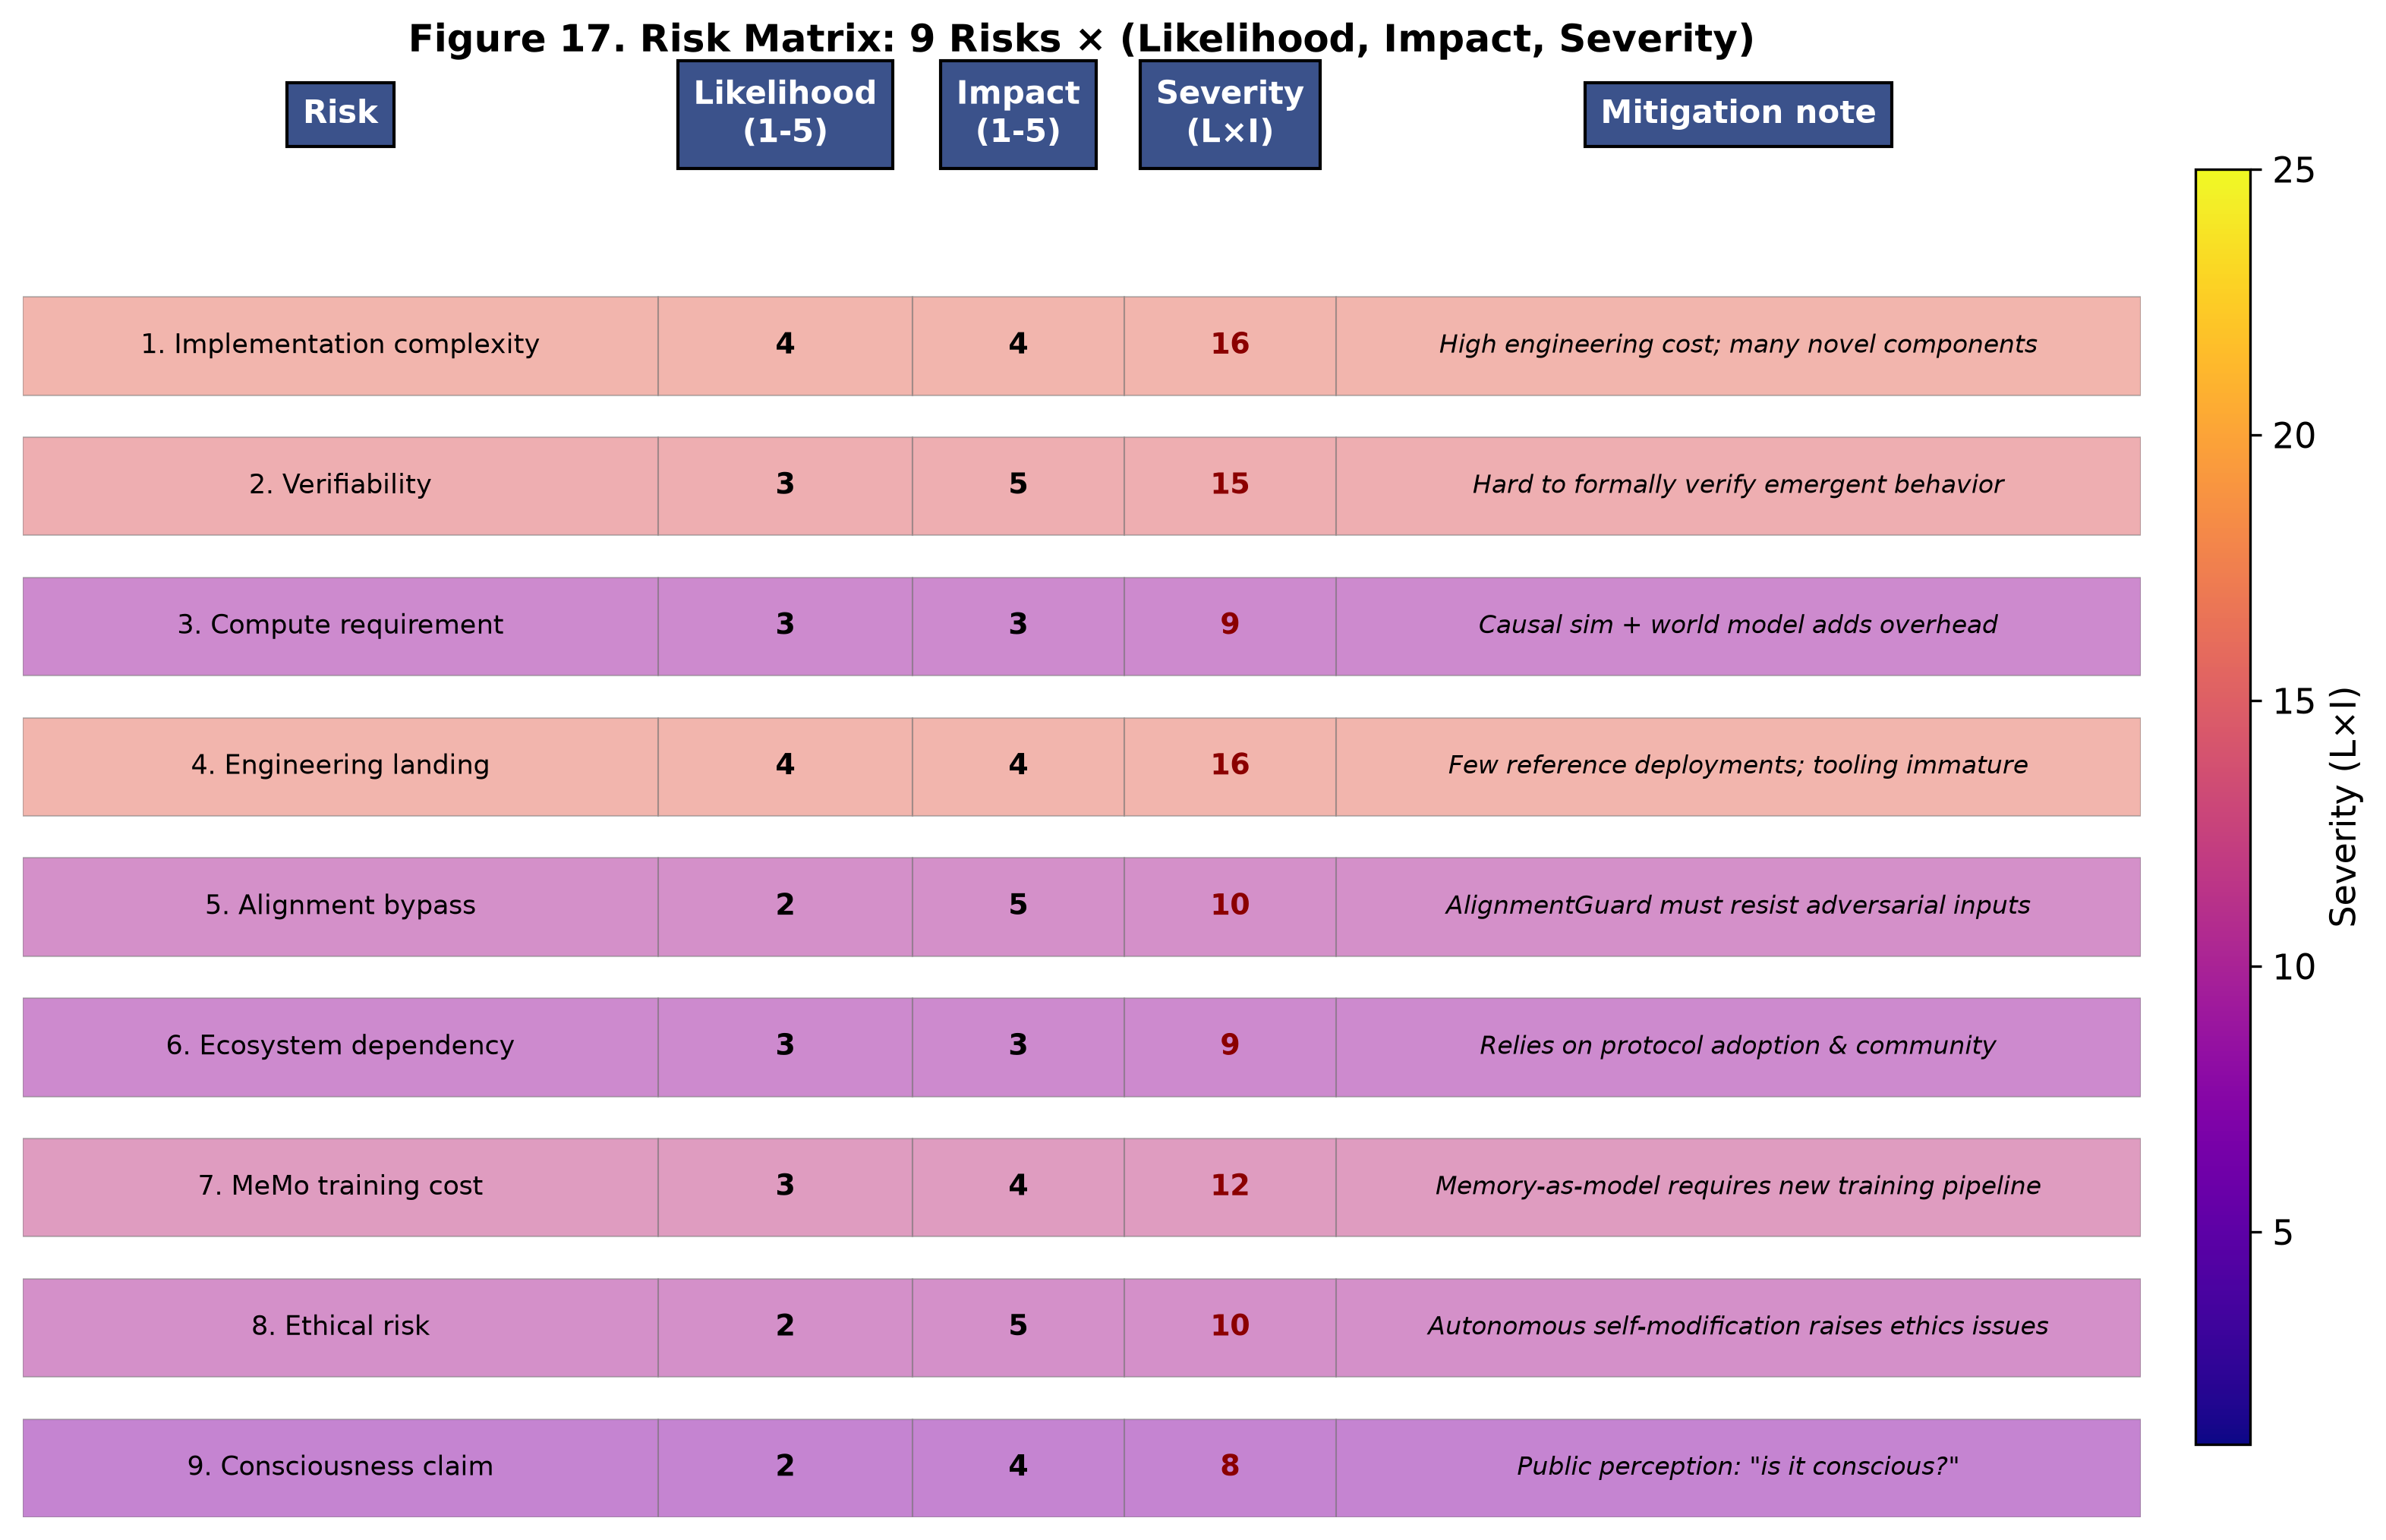 Figure 17. Risk Matrix: 9 Risks × (Likelihood, Impact, Severity)
Risk
Likelihood
(1-5)
Impact
(1-5)
Severity
(L×I)
Mitigation note
1. Implementation complexity 4 4 16 High engineering cost; many novel components
2. Verifiability 3 5 15 Hard to formally verify emergent behavior
3. Compute requirement 3 3 9 Causal sim + world model adds overhead
4. Engineering landing 4 4 16 Few reference deployments; tooling immature
5. Alignment bypass 2 5 10 AlignmentGuard must resist adversarial inputs
6. Ecosystem dependency 3 3 9 Relies on protocol adoption & community
7. MeMo training cost 3 4 12 Memory-as-model requires new training pipeline
8. Ethical risk 2 5 10 Autonomous self-modification raises ethics issues
9. Consciousness claim 2 4 8 Public perception: "is it conscious?"
25
20
15
10
5
Severity (L×I)